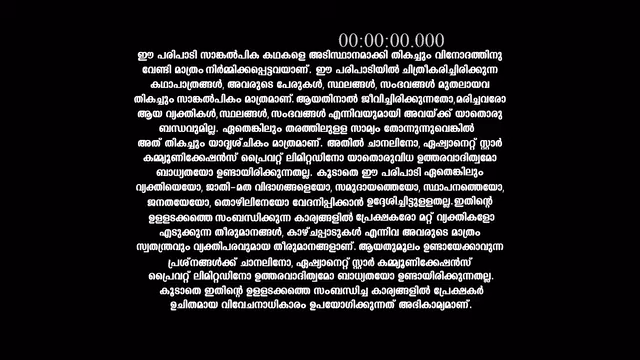 00:00:00.000
ഈ പരിപാടി സാങ്കൽപിക കഥകളെ അടിസ്ഥാനമാക്കി തികച്ചും വിനോദത്തിനു
വേണ്ടി മാത്രം നിർമ്മിക്കപ്പെട്ടവയാണ്. ഈ പരിപാടിയിൽ ചിത്രീകരിച്ചിരിക്കുന്ന
കഥാപാത്രങ്ങൾ, അവരുടെ പേരുകൾ, സ്ഥലങ്ങൾ, സംഭവങ്ങൾ മുതലായവ
തികച്ചും സാങ്കൽപികം മാത്രമാണ്. ആയതിനാൽ ജീവിച്ചിരിക്കുന്നതോ,മരിച്ചവരോ
ആയ വ്യക്തികൾ,സ്ഥലങ്ങൾ,സംഭവങ്ങൾ എന്നിവയുമായി അവയ്ക്ക് യാതൊരു
ബന്ധവുമില്ല. ഏതെങ്കിലും തരത്തിലുള്ള സാമ്യം തോന്നുന്നുവെങ്കിൽ
അത് തികച്ചും യാദൃശ്ചികം മാത്രമാണ്. അതിൽ ചാനലിനോ, ഏഷ്യാനെറ്റ് സ്റ്റാർ
കമ്മ്യൂണിക്കേഷൻസ് പ്രൈവറ്റ് ലിമിറ്റഡിനോ യാതൊരുവിധ ഉത്തരവാദിത്വമോ
ബാധ്യതയോ ഉണ്ടായിരിക്കുന്നതല്ല. കൂടാതെ ഈ പരിപാടി ഏതെങ്കിലും
വ്യക്തിയെയോ, ജാതി-മത വിഭാഗങ്ങളെയോ, സമുദായത്തെയോ, സ്ഥാപനത്തെയോ,
ജനതയേയോ, തൊഴിലിനേയോ വേദനിപ്പിക്കാൻ ഉദ്ദേശിച്ചിട്ടുള്ളതല്ല.ഇതിന്റെ
ഉള്ളടക്കത്തെ സംബന്ധിക്കുന്ന കാര്യങ്ങളിൽ പ്രേക്ഷകരോ മറ്റ് വ്യക്തികളോ
എടുക്കുന്ന തീരുമാനങ്ങൾ, കാഴ്ചപ്പാടുകൾ എന്നിവ അവരുടെ മാത്രം
സ്വതന്ത്രവും വ്യക്തിപരവുമായ തീരുമാനങ്ങളാണ്. ആയതുമൂലം ഉണ്ടായേക്കാവുന്ന
പ്രശ്നങ്ങൾക്ക് ചാനലിനോ, ഏഷ്യാനെറ്റ് സ്റ്റാർ കമ്മ്യൂണിക്കേഷൻസ്
പ്രൈവറ്റ് ലിമിറ്റഡിനോ ഉത്തരവാദിത്വമോ ബാധ്യതയോ ഉണ്ടായിരിക്കുന്നതല്ല.
കൂടാതെ ഇതിന്റെ ഉള്ളടക്കത്തെ സംബന്ധിച്ച കാര്യങ്ങളിൽ പ്രേക്ഷകർ
ഉചിതമായ വിവേചനാധികാരം ഉപയോഗിക്കുന്നത് അഭികാമ്യമാണ്.